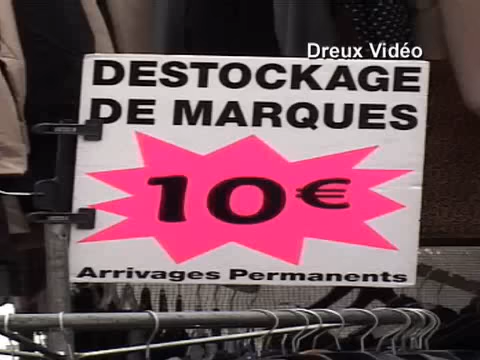 Dreux Vidéo
DESTOCKAGE
DE MARQUES
10€
Arrivages Permanents